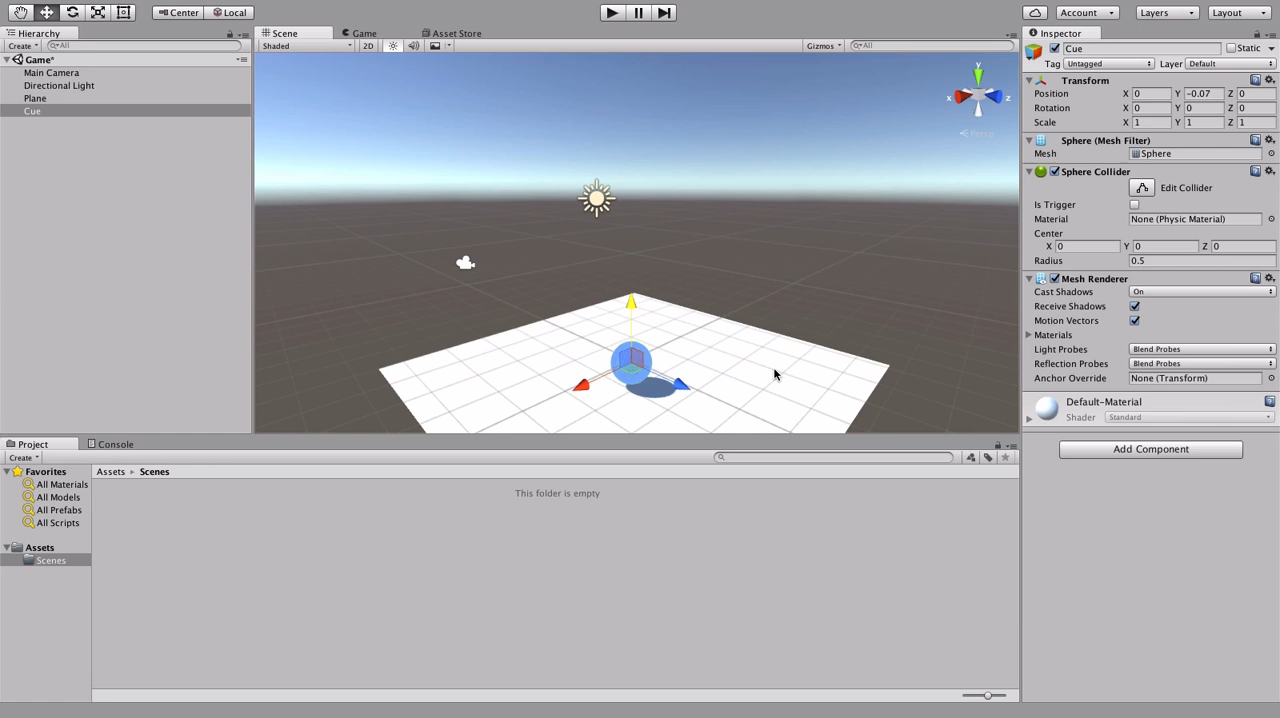 Center Local Account Layers Layout
Hierarchy Scene Game Asset Store Inspector
Create All Shaded 2D Gizmos All Cue Static
Game* Tag Untagged Layer Default
Main Camera
Directional Light
Plane
Cue
y
x z
Persp
Transform
Position X 0 Y -0.07 Z 0
Rotation X 0 Y 0 Z 0
Scale X 1 Y 1 Z 1
Sphere (Mesh Filter)
Mesh Sphere
Sphere Collider
Edit Collider
Is Trigger
Material None (Physic Material)
Center
X 0 Y 0 Z 0
Radius 0.5
Mesh Renderer
Cast Shadows On
Receive Shadows
Motion Vectors
Materials
Light Probes Blend Probes
Reflection Probes Blend Probes
Anchor Override None (Transform)
Default-Material
Shader Standard
Add Component
Project Console
Create
Favorites
All Materials
All Models
All Prefabs
All Scripts
Assets
Scenes
Assets Scenes
This folder is empty